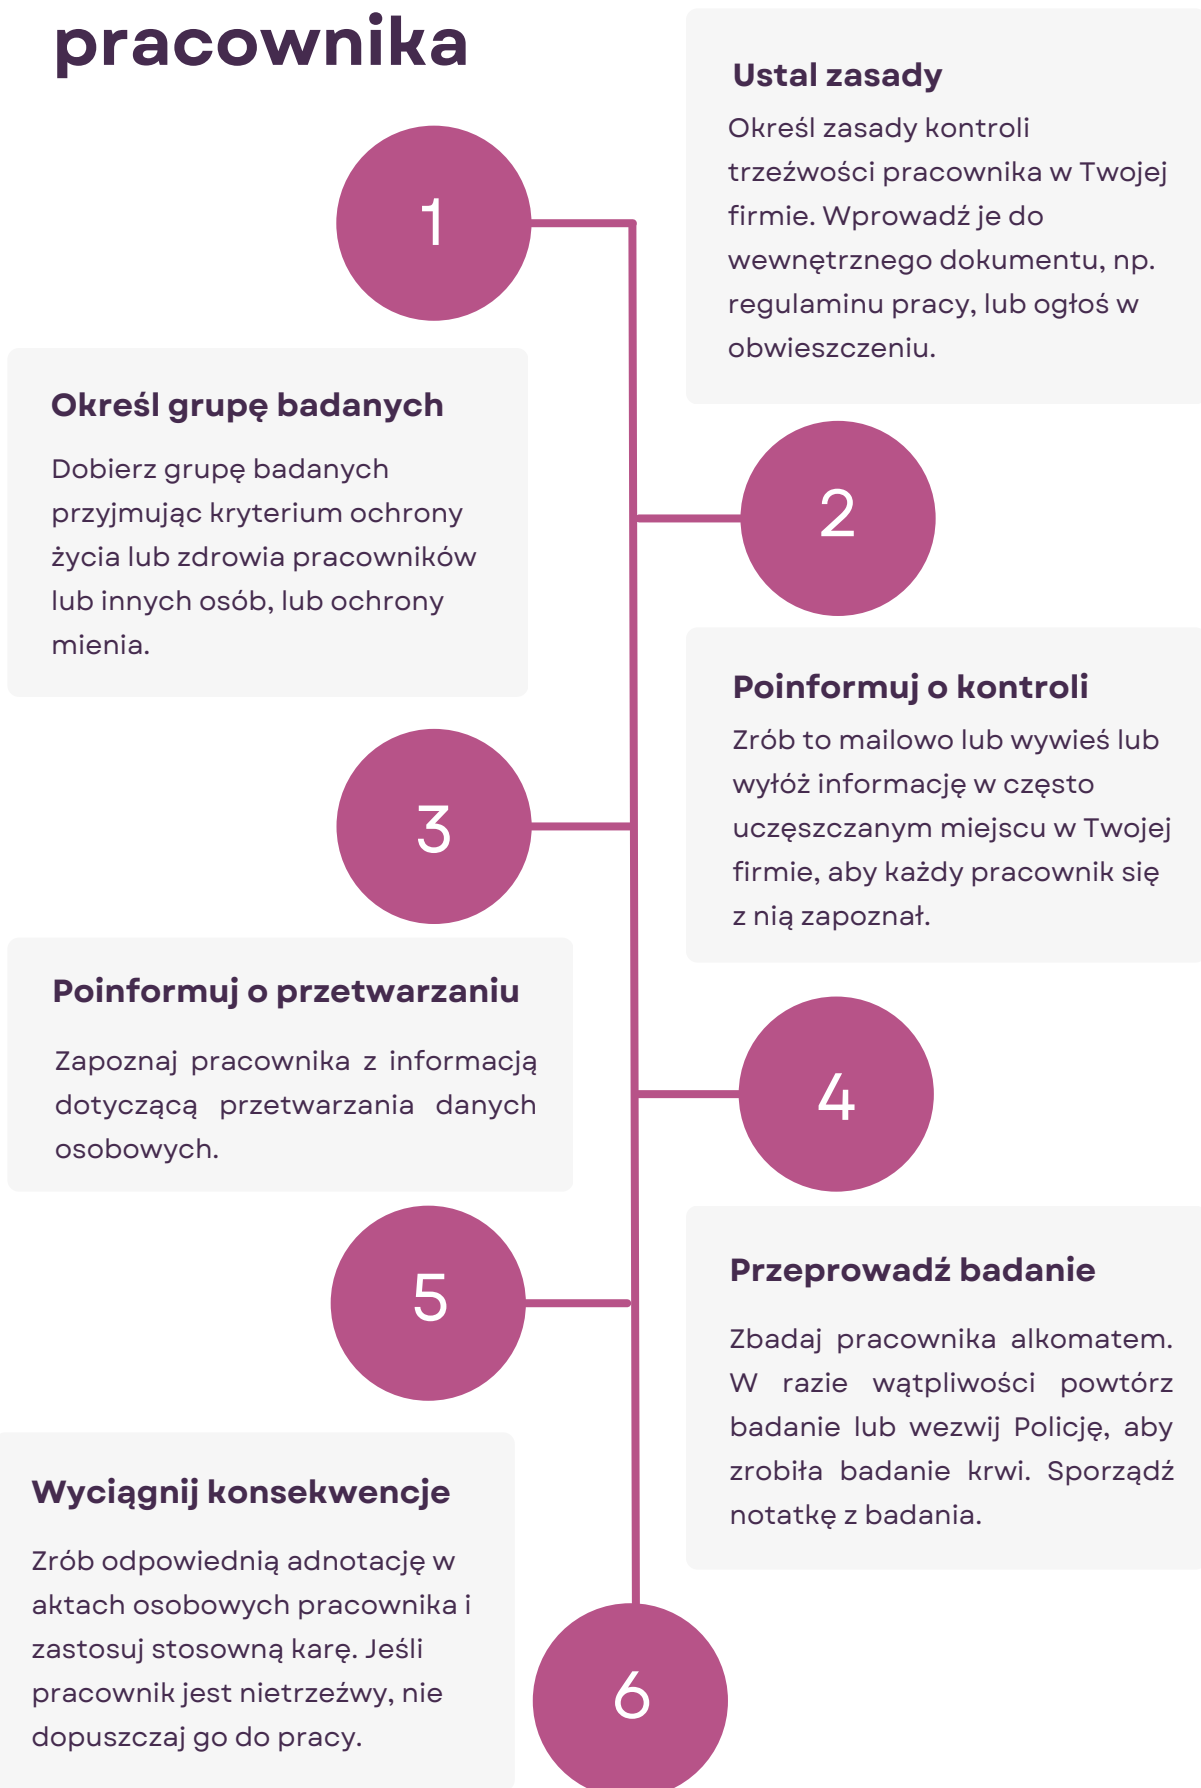 pracownika
1
Ustal zasady
Określ zasady kontroli
trzeźwości pracownika w Twojej
firmie. Wprowadź je do
wewnętrznego dokumentu, np.
regulaminu pracy, lub ogłoś w
obwieszczeniu.
2
Określ grupę badanych
Dobierz grupę badanych
przyjmując kryterium ochrony
życia lub zdrowia pracowników
lub innych osób, lub ochrony
mienia.
3
Poinformuj o kontroli
Zrób to mailowo lub wywieś lub
wyłóż informację w często
uczęszczanym miejscu w Twojej
firmie, aby każdy pracownik się
z nią zapoznał.
4
Poinformuj o przetwarzaniu
Zapoznaj pracownika z informacją
dotyczącą przetwarzania danych
osobowych.
5
Przeprowadź badanie
Zbadaj pracownika alkomatem.
W razie wątpliwości powtórz
badanie lub wezwij Policję, aby
zrobiła badanie krwi. Sporządź
notatkę z badania.
6
Wyciągnij konsekwencje
Zrób odpowiednią adnotację w
aktach osobowych pracownika i
zastosuj stosowną karę. Jeśli
pracownik jest nietrzeźwy, nie
dopuszczaj go do pracy.